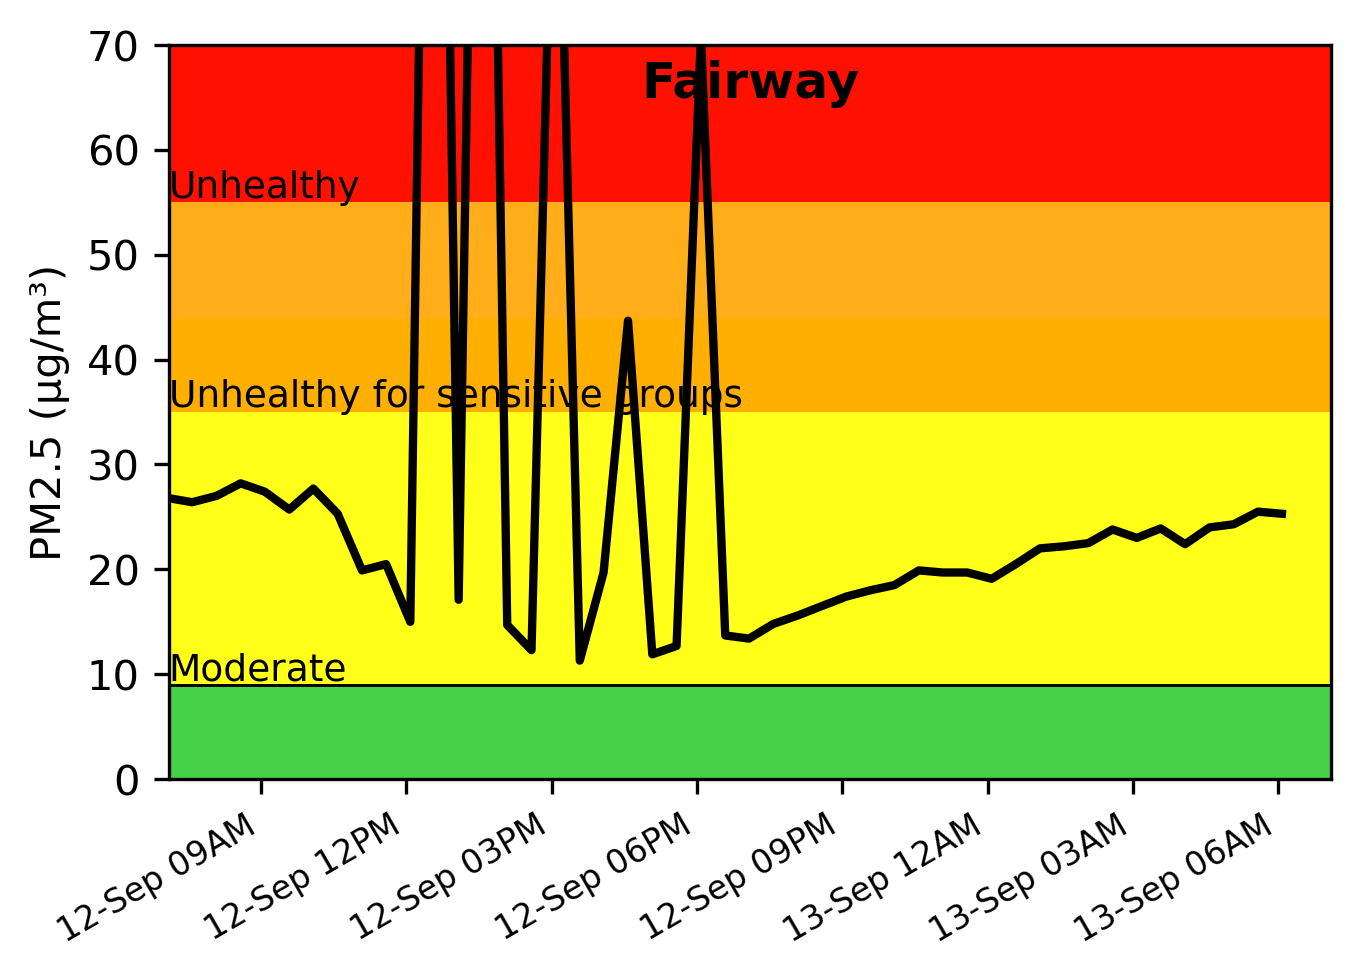 Fairway
PM2.5 (µg/m³)
70
60
50
40
30
20
10
0
Unhealthy
Unhealthy for sensitive groups
Moderate
12-Sep 09AM
12-Sep 12PM
12-Sep 03PM
12-Sep 06PM
12-Sep 09PM
13-Sep 12AM
13-Sep 03AM
13-Sep 06AM